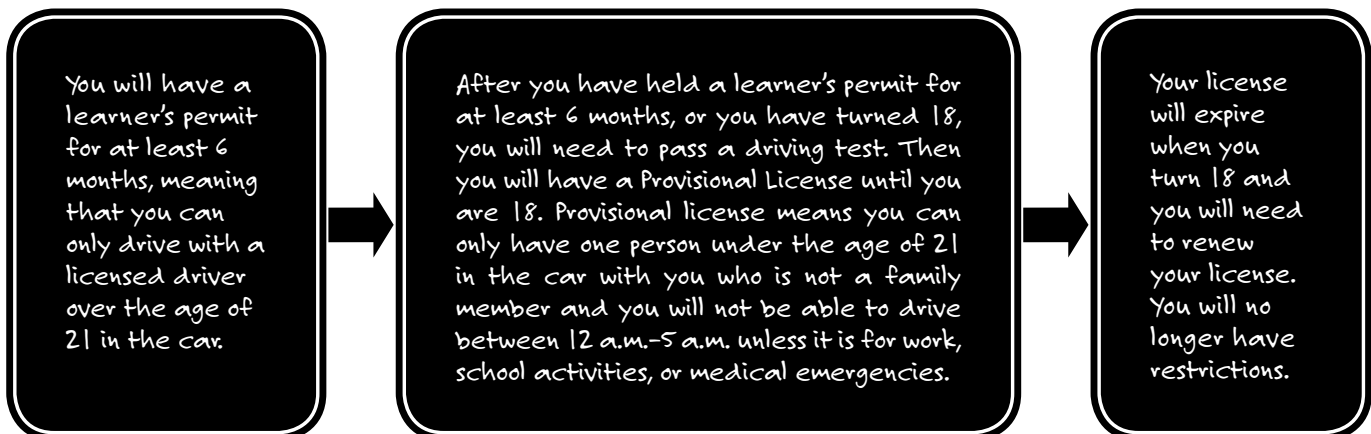 You will have a
learner's permit
for at least 6
months, meaning
that you can
only drive with a
licensed driver
over the age of
21 in the car.
After you have held a learner's permit for
at least 6 months, or you have turned 18,
you will need to pass a driving test. Then
you will have a Provisional License until you
are 18. Provisional license means you can
only have one person under the age of 21
in the car with you who is not a family
member and you will not be able to drive
between 12 a.m.-5 a.m. unless it is for work,
school activities, or medical emergencies.
Your license
will expire
when you
turn 18 and
you will need
to renew
your license.
You will no
longer have
restrictions.